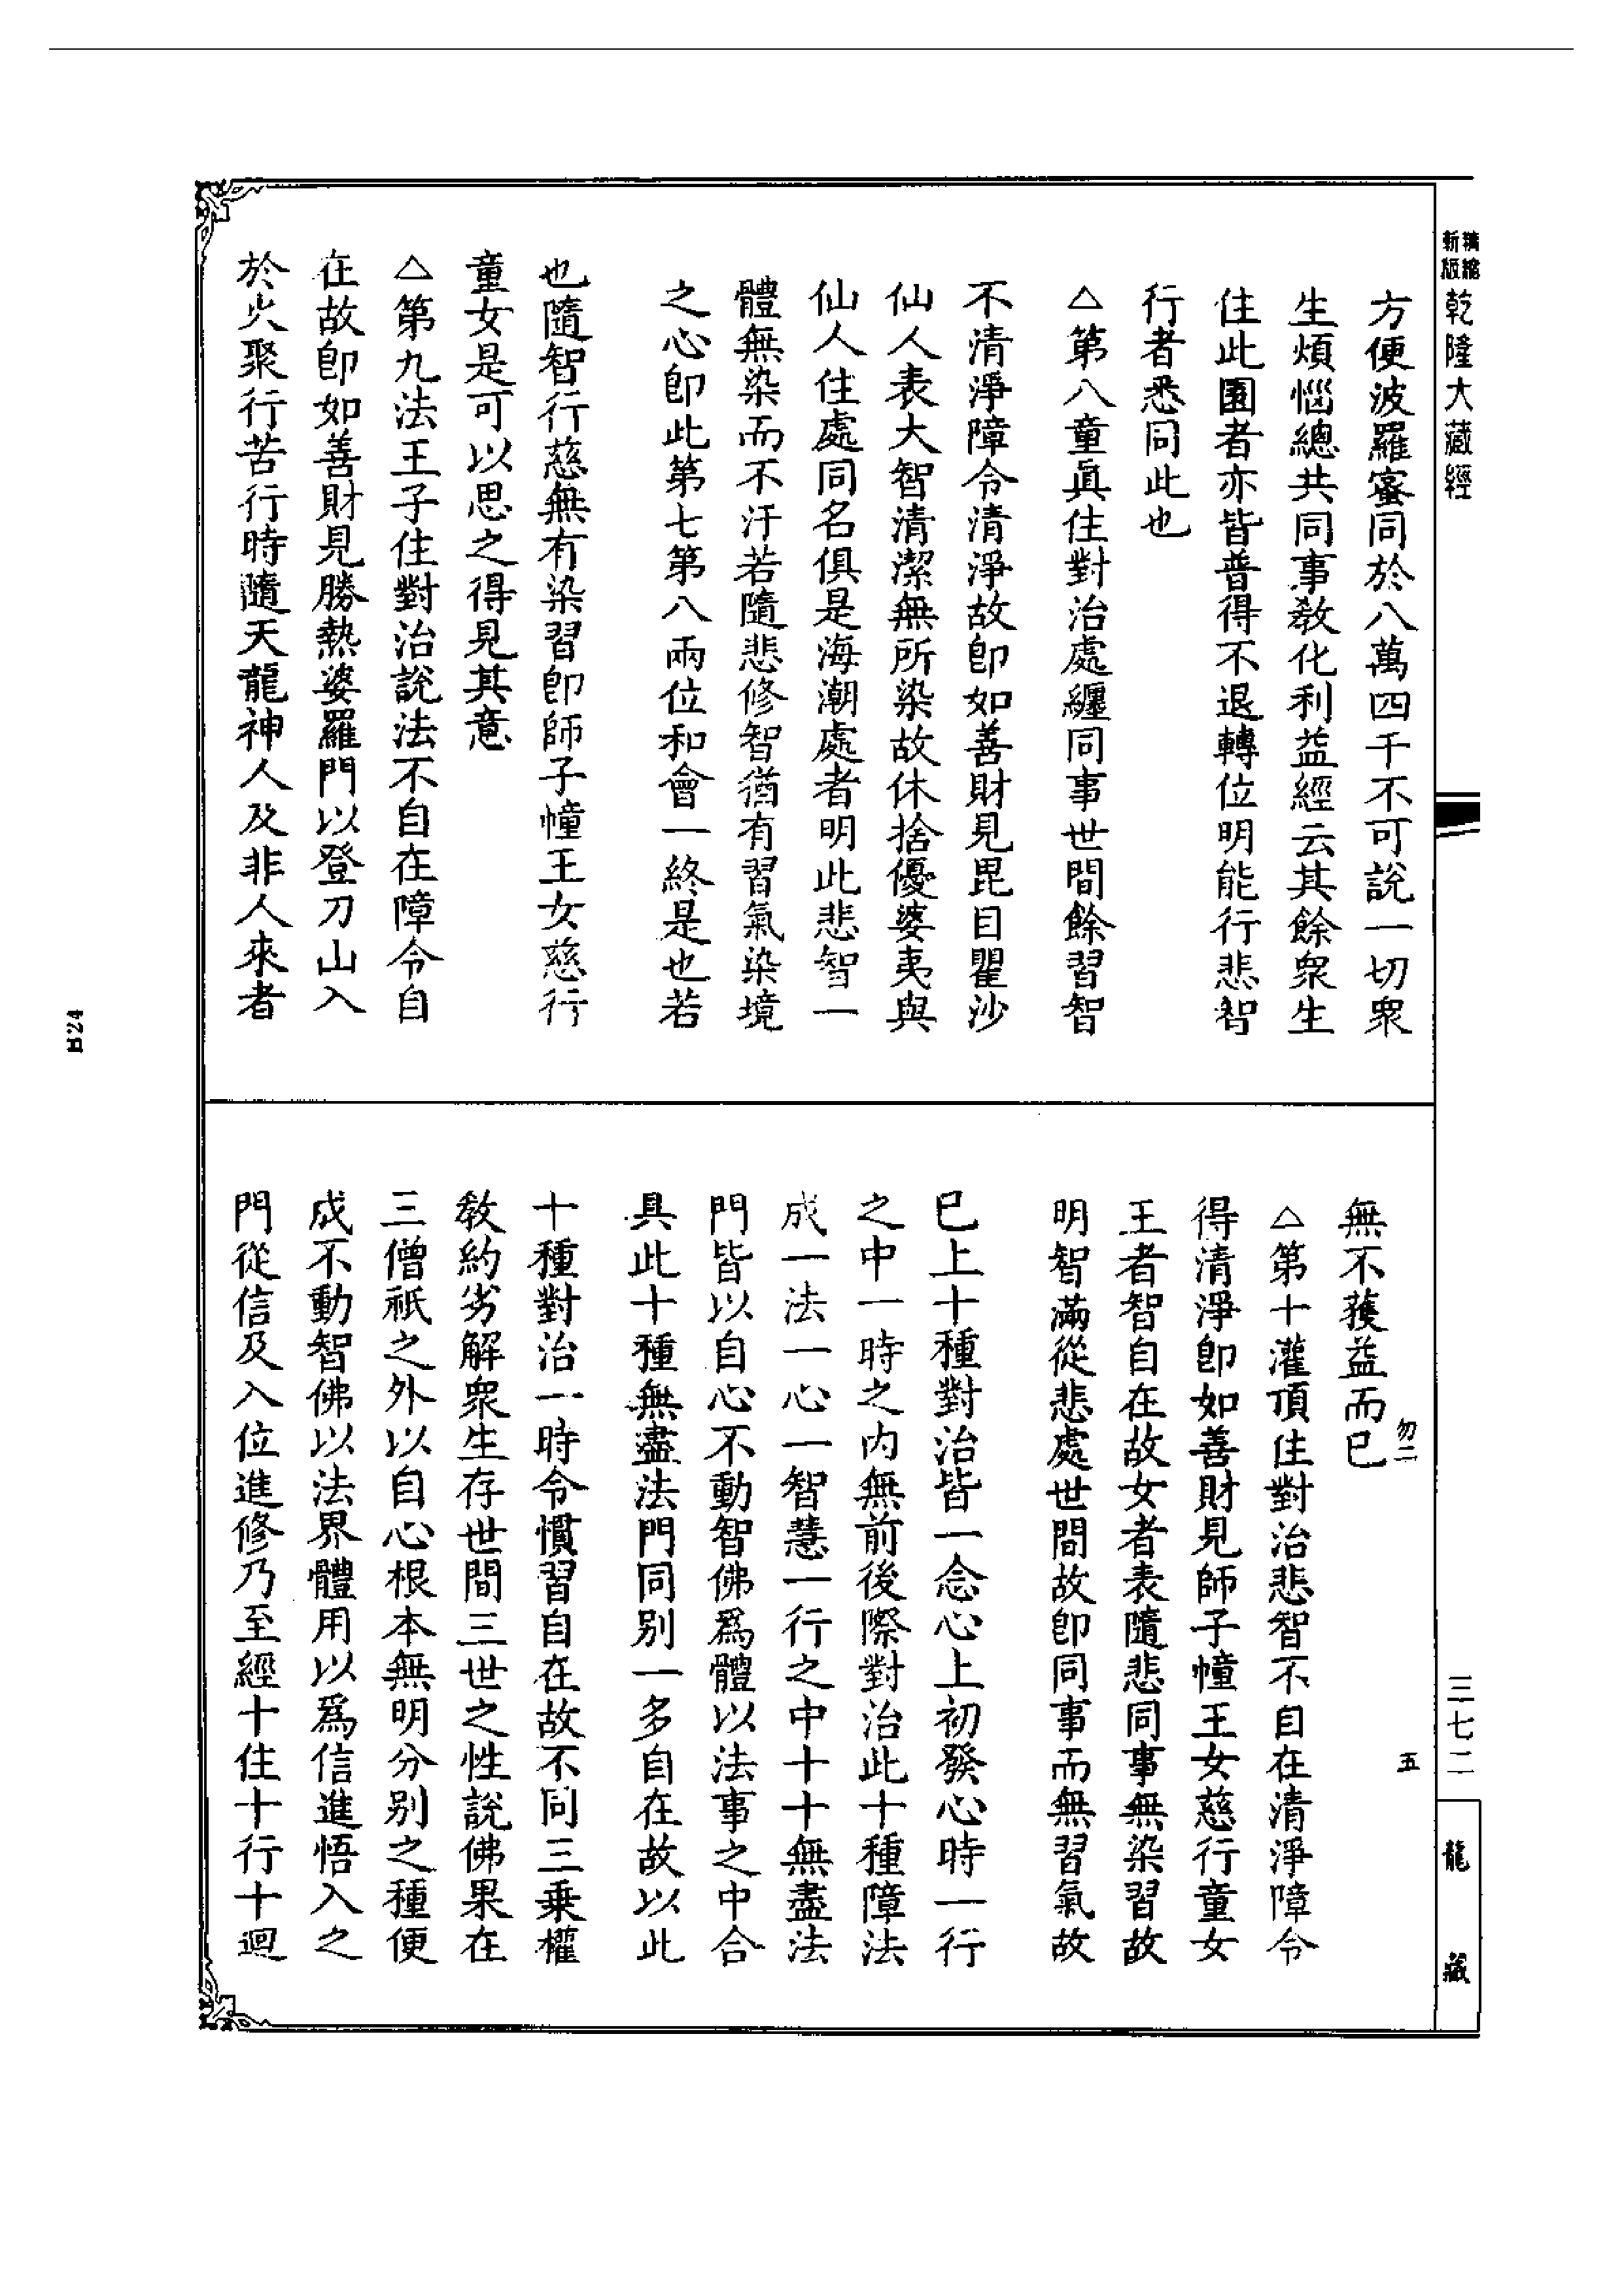 精縮
新版
乾隆大藏經
方便波羅蜜同於八萬四千不可說一切衆
生煩惱總共同事敎化利益經云其餘衆生
住此園者亦皆普得不退轉位明能行悲智
行者悉同此也
△第八童眞住對治處纏同事世間餘習智
不清淨障令清淨故卽如善財見毘目瞿沙
仙人表大智清潔無所染故休捨優婆夷與
仙人住處同名俱是海潮處者明此悲智一
體無染而不汙若隨悲修智猶有習氣染境
之心卽此第七第八兩位和會一終是也若
也隨智行慈無有染習卽師子幢王女慈行
童女是可以思之得見其意
△第九法王子住對治說法不自在障令自
在故卽如善財見勝熱婆羅門以登刀山入
於火聚行苦行時隨天龍神人及非人來者
無不獲益而已
△第十灌頂住對治悲智不自在清淨障令
得清淨卽如善財見師子幢王女慈行童女
王者智自在故女者表隨悲同事無染習故
明智滿從悲處世間故卽同事而無習氣故
已上十種對治皆一念心上初發心時一行
之中一時之內無前後際對治此十種障法
成一法一心一智慧一行之中十十無盡法
門皆以自心不動智佛爲體以法事之中合
具此十種無盡法門同別一多自在故以此
十種對治一時令慣習自在故不同三乗權
敎約劣解衆生存世間三世之性說佛果在
三僧祇之外以自心根本無明分別之種便
成不動智佛以法界體用以爲信進悟入之
門從信及入位進修乃至經十住十行十迴
勿二
五
三七二
龍藏